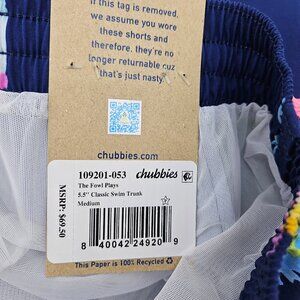 If this tag is removed,
we assume you wore
these shorts and
therefore, they're no
longer returnable cuz
that's just nasty.
chubbies.com
109201-053 chubbies
The Fowl Plays
5.5" Classic Swim Trunk
Medium
MSRP: $69.50
8 40042 24920 9
This Paper is 100% Recycled